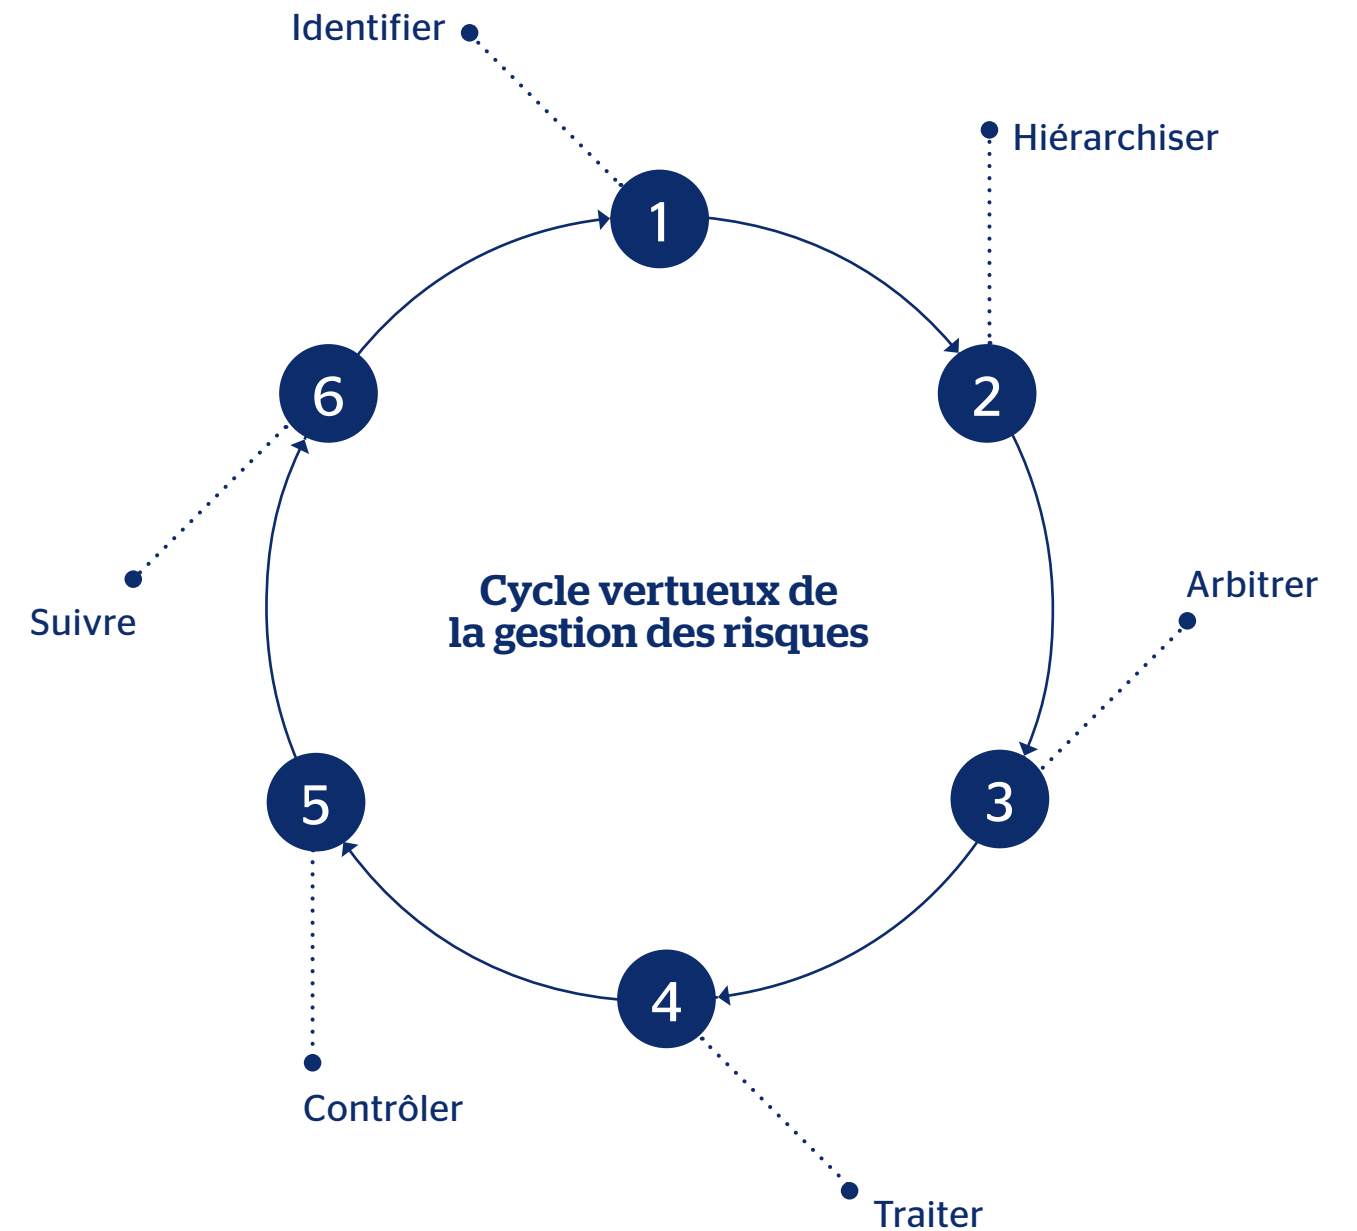 Identifier
Hiérarchiser
1
2
6
Cycle vertueux de
la gestion des risques
Arbitrer
Suivre
3
5
4
Contrôler
Traiter